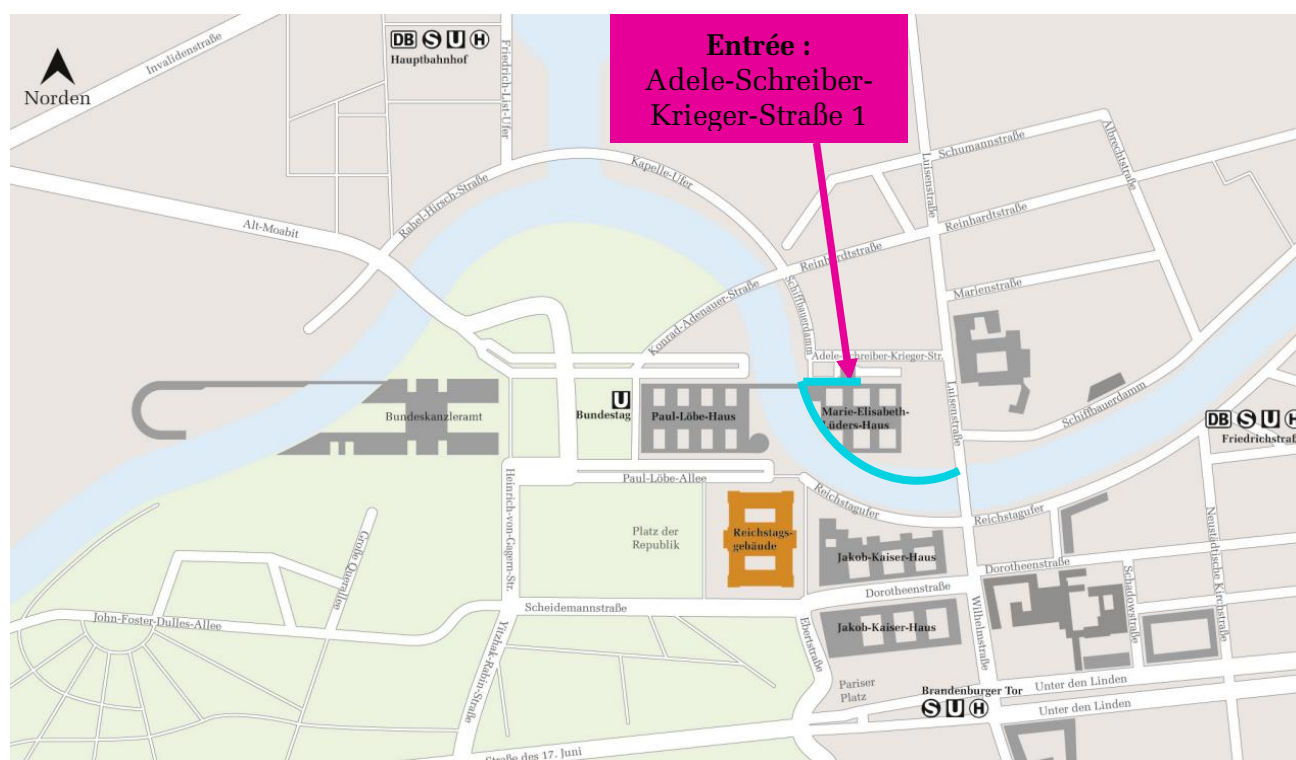 Entrée :
Adele-Schreiber-
Krieger-Straße 1
Norden
Invalidenstraße
DB S U H
Hauptbahnhof
Friedrich-List-Ufer
Rahel-Hirsch-Straße
Kapelle-Ufer
Alt-Moabit
Luisenstraße
Schumannstraße
Albrechtstraße
Reinhardtstraße
Reinhardtstraße
Marienstraße
Konrad-Adenauer-Straße
Schiffbauerdamm
Adele-Schreiber-Krieger-Str.
Luisenstraße
Schiffbauerdamm
Bundeskanzleramt
U
Bundestag
Paul-Löbe-Haus
Marie-Elisabeth-
Lüders-Haus
DB S U H
Friedrichstraß
Paul-Löbe-Allee
Heinrich-von-Gagern-Str.
Platz der
Republik
Reichstags-
gebäude
Reichstagufer
Reichstagufer
Jakob-Kaiser-Haus
Dorotheenstraße
Dorotheenstraße
Neustädtische Kirchstraße
Schadowstraße
Große Querallee
John-Foster-Dulles-Allee
Scheidemannstraße
Yitzhak-Rabin-Straße
Ebertstraße
Jakob-Kaiser-Haus
Wilhelmstraße
Pariser
Platz
Brandenburger Tor
S U H
Unter den Linden
Unter den Linden
Straße des 17. Juni